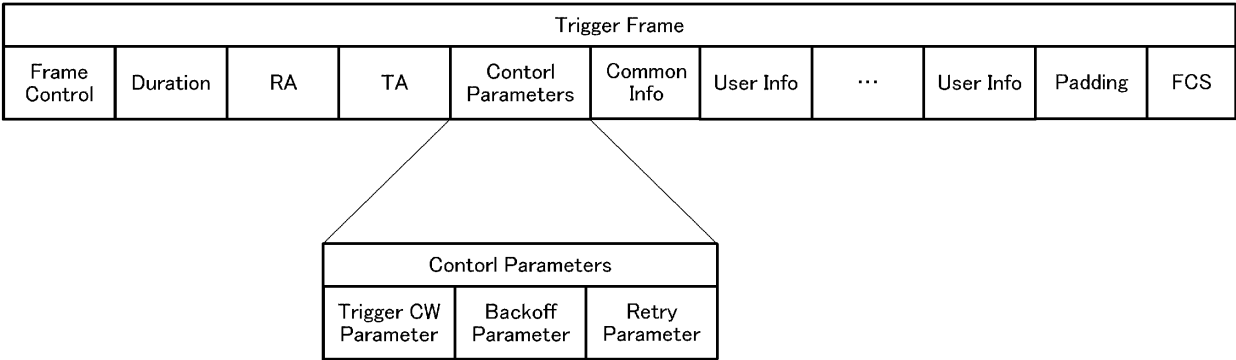 Trigger Frame
Frame
Control
Duration
RA
TA
Contorl
Parameters
Common
Info
User Info
…
User Info
Padding
FCS
Contorl Parameters
Trigger CW
Parameter
Backoff
Parameter
Retry
Parameter